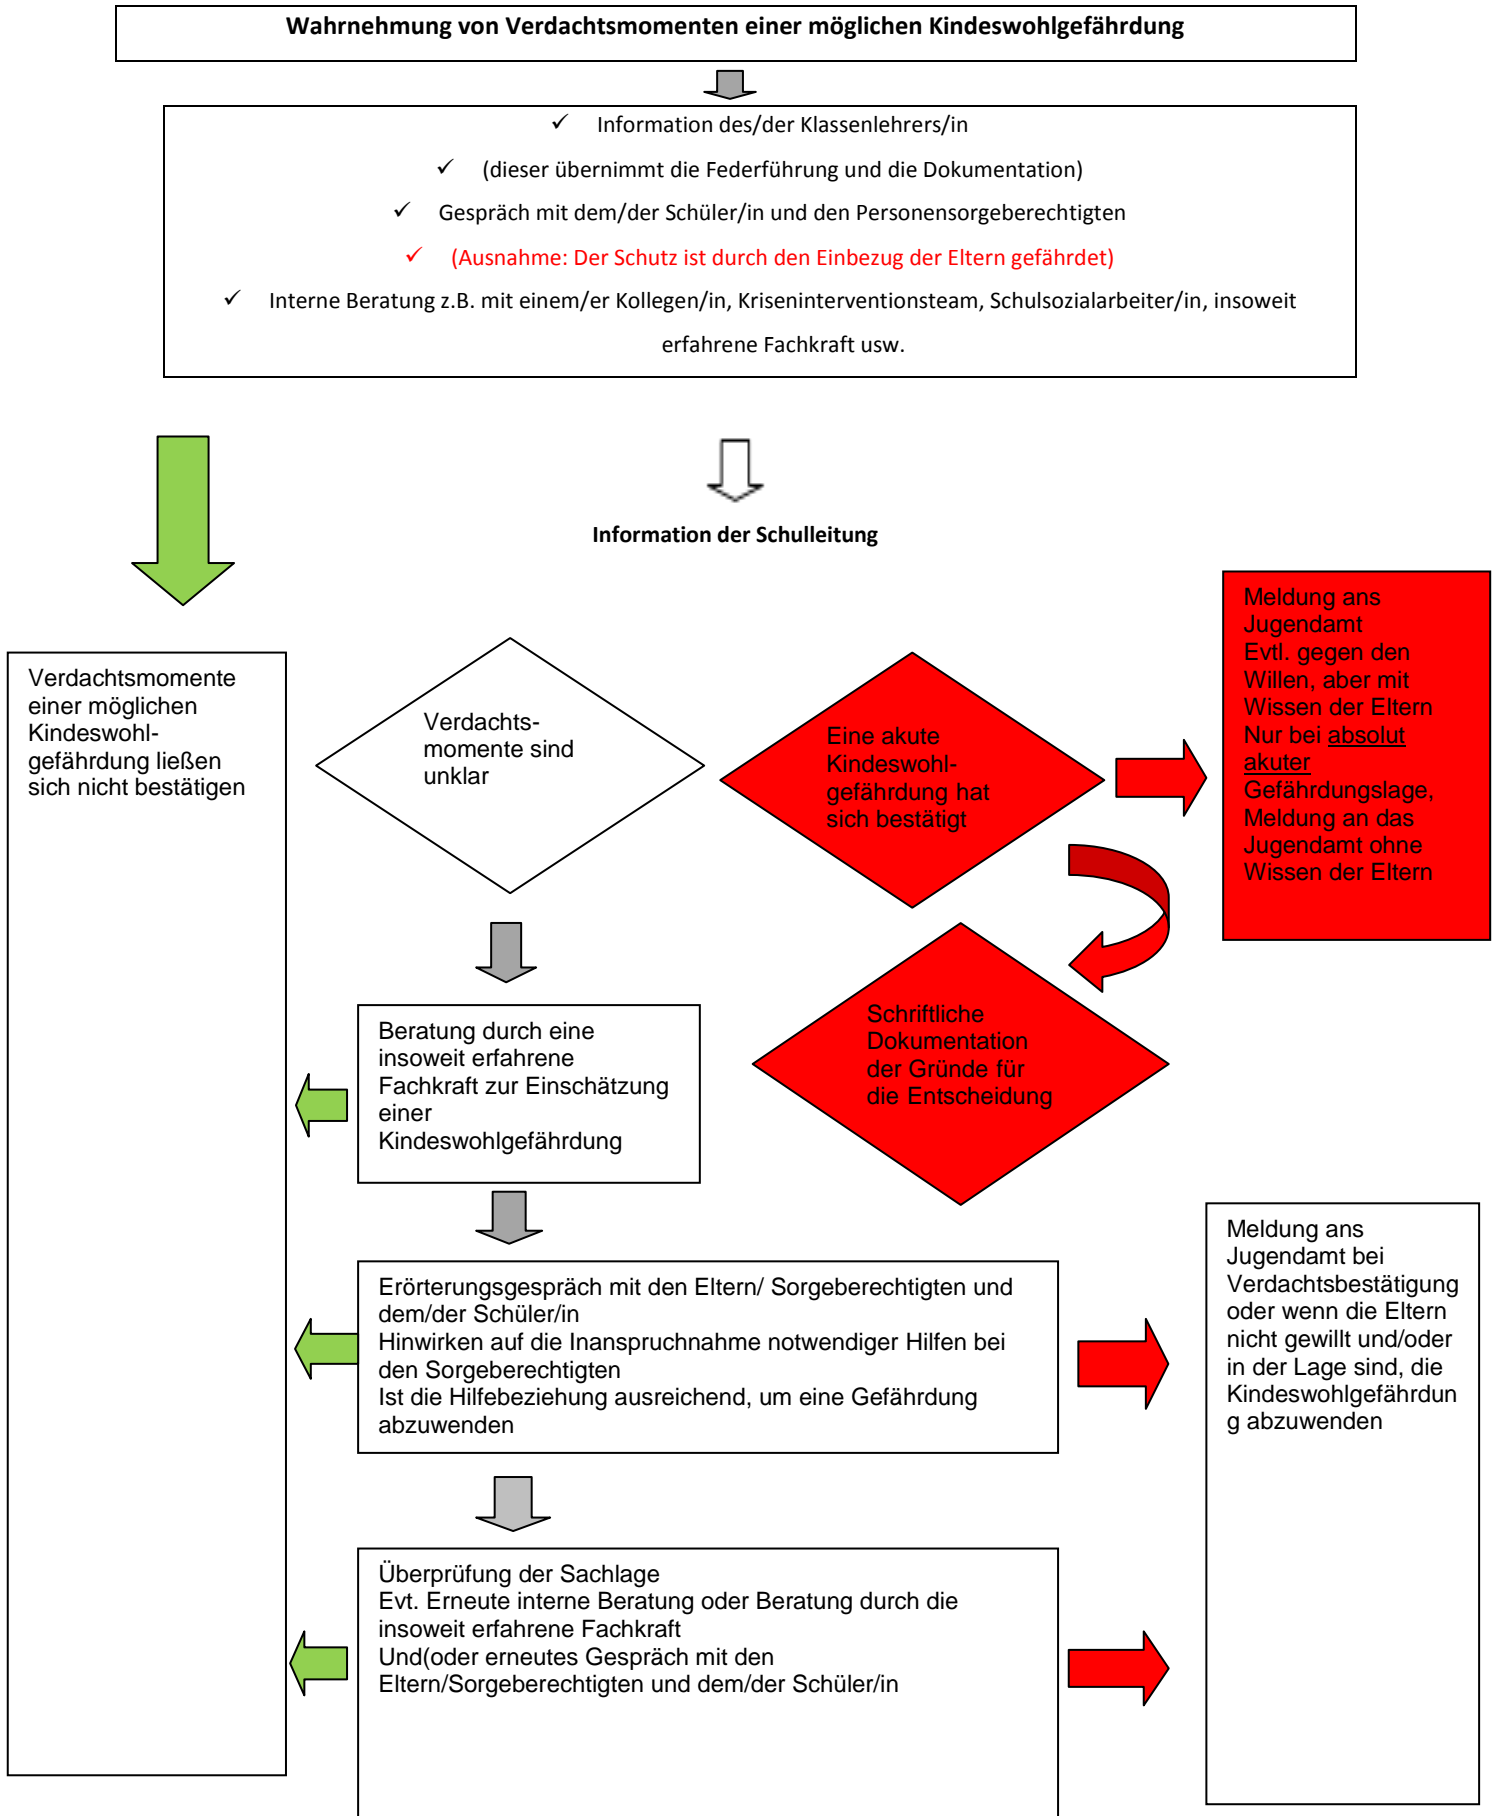 Wahrnehmung von Verdachtsmomenten einer möglichen Kindeswohlgefährdung
✓ Information des/der Klassenlehrers/in
✓ (dieser übernimmt die Federführung und die Dokumentation)
✓ Gespräch mit dem/der Schüler/in und den Personensorgeberechtigten
✓ (Ausnahme: Der Schutz ist durch den Einbezug der Eltern gefährdet)
✓ Interne Beratung z.B. mit einem/er Kollegen/in, Kriseninterventionsteam, Schulsozialarbeiter/in, insoweit
erfahrene Fachkraft usw.
Information der Schulleitung
Verdachtsmomente
einer möglichen
Kindeswohl-
gefährdung ließen
sich nicht bestätigen
Verdachts-
momente sind
unklar
Eine akute
Kindeswohl-
gefährdung hat
sich bestätigt
Meldung ans
Jugendamt
Evtl. gegen den
Willen, aber mit
Wissen der Eltern
Nur bei absolut
akuter
Gefährdungslage,
Meldung an das
Jugendamt ohne
Wissen der Eltern
Schriftliche
Dokumentation
der Gründe für
die Entscheidung
Beratung durch eine
insoweit erfahrene
Fachkraft zur Einschätzung
einer
Kindeswohlgefährdung
Erörterungsgespräch mit den Eltern/ Sorgeberechtigten und
dem/der Schüler/in
Hinwirken auf die Inanspruchnahme notwendiger Hilfen bei
den Sorgeberechtigten
Ist die Hilfebeziehung ausreichend, um eine Gefährdung
abzuwenden
Meldung ans
Jugendamt bei
Verdachtsbestätigung
oder wenn die Eltern
nicht gewillt und/oder
in der Lage sind, die
Kindeswohlgefährdun
g abzuwenden
Überprüfung der Sachlage
Evt. Erneute interne Beratung oder Beratung durch die
insoweit erfahrene Fachkraft
Und(oder erneutes Gespräch mit den
Eltern/Sorgeberechtigten und dem/der Schüler/in